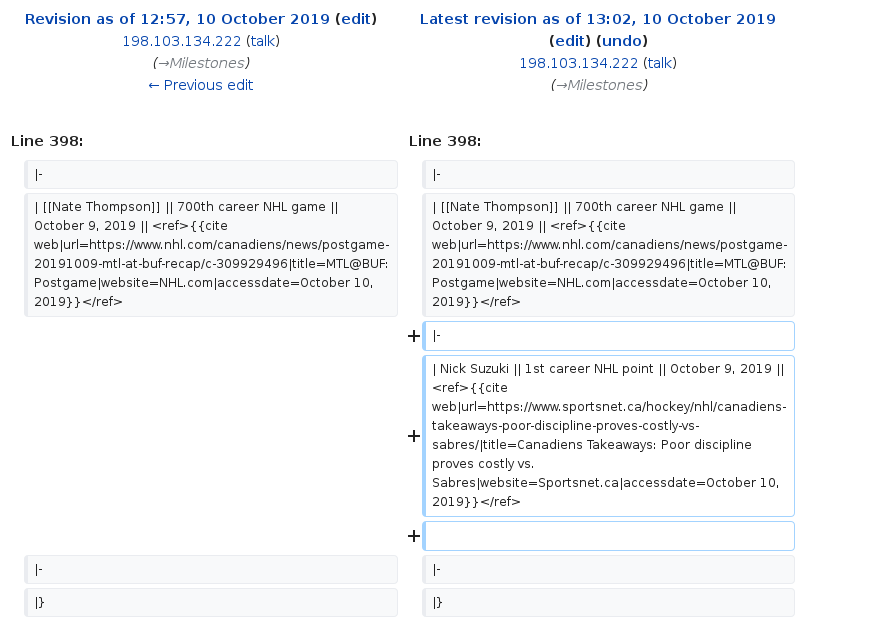 Revision as of 12:57, 10 October 2019 (edit)
198.103.134.222 (talk)
(→Milestones)
← Previous edit
Latest revision as of 13:02, 10 October 2019
(edit) (undo)
198.103.134.222 (talk)
(→Milestones)
Line 398:
Line 398:
|-
|-
| [[Nate Thompson]] || 700th career NHL game ||
October 9, 2019 || <ref>{{cite
web|url=https://www.nhl.com/canadiens/news/postgame-
20191009-mtl-at-buf-recap/c-309929496|title=MTL@BUF:
Postgame|website=NHL.com|accessdate=October 10,
2019}}</ref>
| [[Nate Thompson]] || 700th career NHL game ||
October 9, 2019 || <ref>{{cite
web|url=https://www.nhl.com/canadiens/news/postgame-
20191009-mtl-at-buf-recap/c-309929496|title=MTL@BUF:
Postgame|website=NHL.com|accessdate=October 10,
2019}}</ref>
+ |-
+ | Nick Suzuki || 1st career NHL point || October 9, 2019 ||
<ref>{{cite
web|url=https://www.sportsnet.ca/hockey/nhl/canadiens-
takeaways-poor-discipline-proves-costly-vs-
sabres/|title=Canadiens Takeaways: Poor discipline
proves costly vs.
Sabres|website=Sportsnet.ca|accessdate=October 10,
2019}}</ref>
+
|-
|-
|}
|}